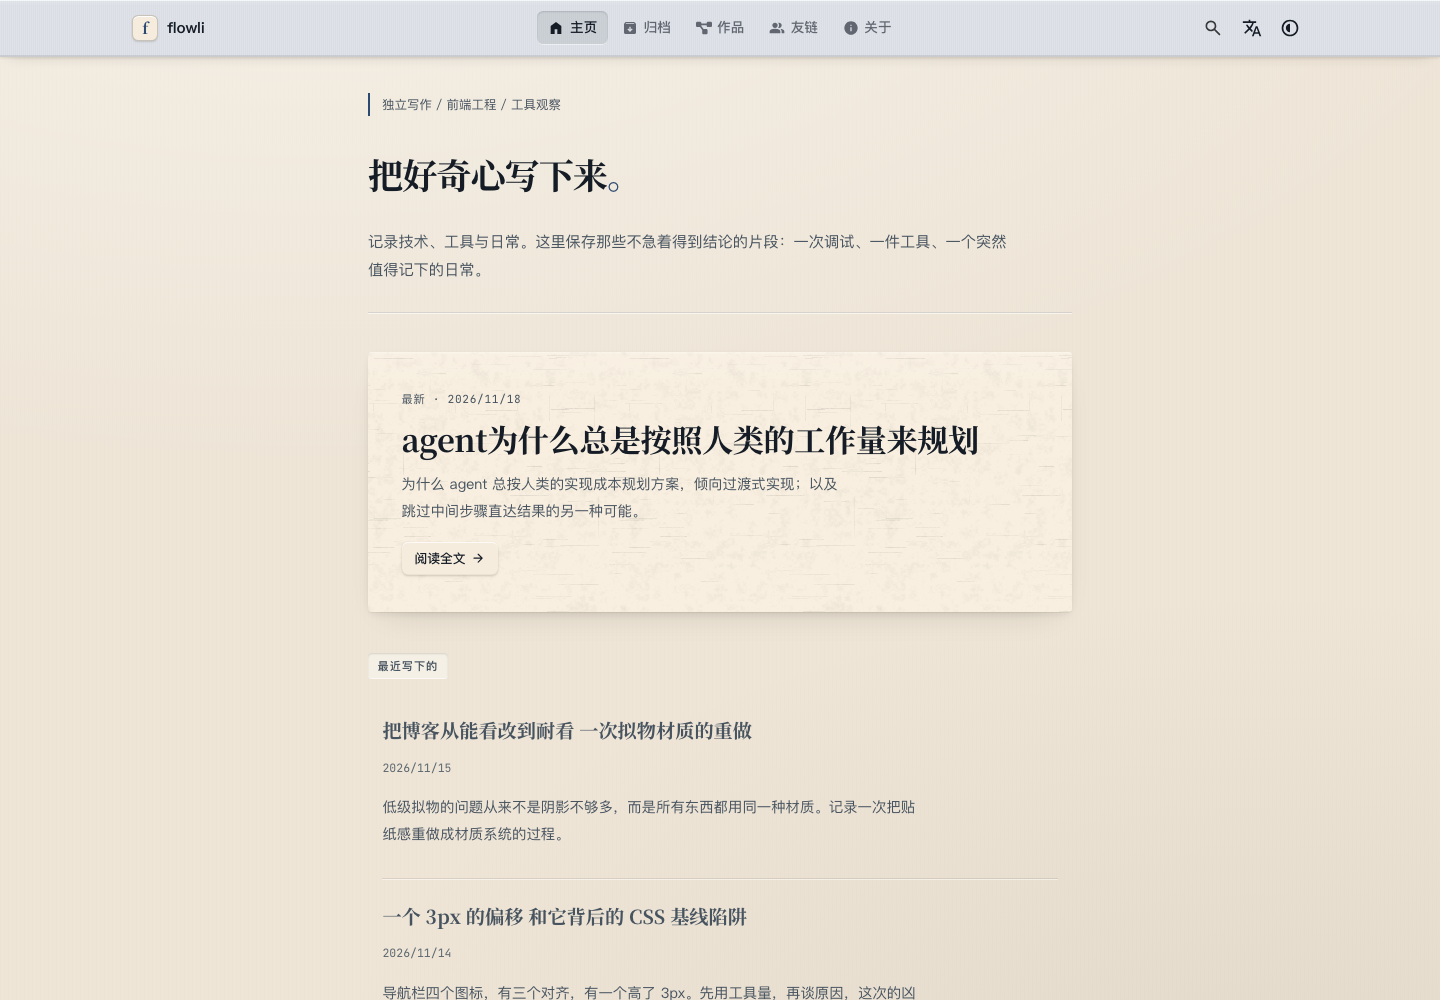 f flowli
主页 归档 作品 友链 关于
独立写作 / 前端工程 / 工具观察
把好奇心写下来。
记录技术、工具与日常。这里保存那些不急着得到结论的片段：一次调试、一件工具、一个突然
值得记下的日常。
最新 · 2026/11/18
agent为什么总是按照人类的工作量来规划
为什么 agent 总按人类的实现成本规划方案，倾向过渡式实现；以及
跳过中间步骤直达结果的另一种可能。
阅读全文 →
最近写下的
把博客从能看改到耐看 一次拟物材质的重做
2026/11/15
低级拟物的问题从来不是阴影不够多，而是所有东西都用同一种材质。记录一次把贴
纸感重做成材质系统的过程。
一个 3px 的偏移 和它背后的 CSS 基线陷阱
2026/11/14
导航栏四个图标，有三个对齐，有一个高了 3px。先用工具量，再谈原因，这次的凶